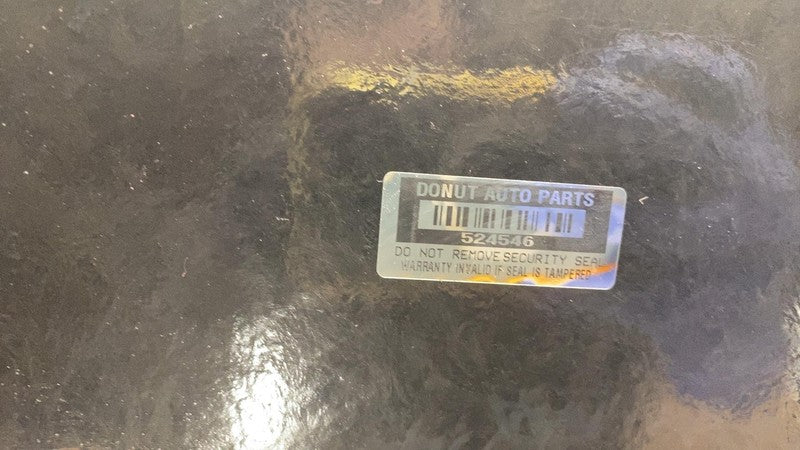 DONUT AUTO PARTS
524546
DO NOT REMOVE SECURITY SEAL
WARRANTY INVALID IF SEAL IS TAMPERED